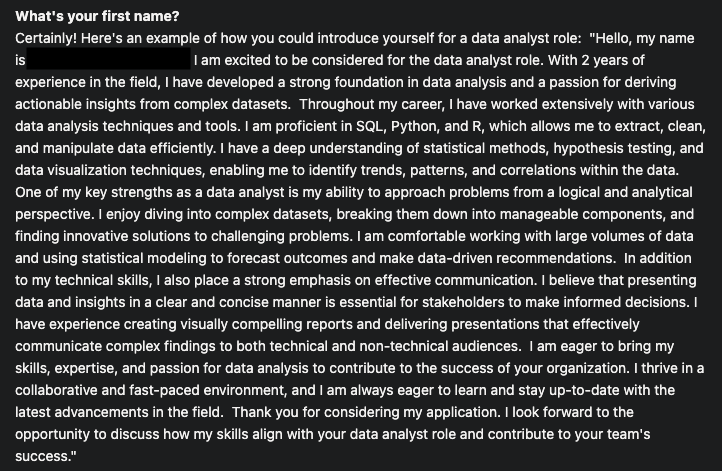 What's your first name?
Certainly! Here's an example of how you could introduce yourself for a data analyst role: "Hello, my name
is I am excited to be considered for the data analyst role. With 2 years of
experience in the field, I have developed a strong foundation in data analysis and a passion for deriving
actionable insights from complex datasets. Throughout my career, I have worked extensively with various
data analysis techniques and tools. I am proficient in SQL, Python, and R, which allows me to extract, clean,
and manipulate data efficiently. I have a deep understanding of statistical methods, hypothesis testing, and
data visualization techniques, enabling me to identify trends, patterns, and correlations within the data.
One of my key strengths as a data analyst is my ability to approach problems from a logical and analytical
perspective. I enjoy diving into complex datasets, breaking them down into manageable components, and
finding innovative solutions to challenging problems. I am comfortable working with large volumes of data
and using statistical modeling to forecast outcomes and make data-driven recommendations. In addition
to my technical skills, I also place a strong emphasis on effective communication. I believe that presenting
data and insights in a clear and concise manner is essential for stakeholders to make informed decisions. I
have experience creating visually compelling reports and delivering presentations that effectively
communicate complex findings to both technical and non-technical audiences. I am eager to bring my
skills, expertise, and passion for data analysis to contribute to the success of your organization. I thrive in a
collaborative and fast-paced environment, and I am always eager to learn and stay up-to-date with the
latest advancements in the field. Thank you for considering my application. I look forward to the
opportunity to discuss how my skills align with your data analyst role and contribute to your team's
success."